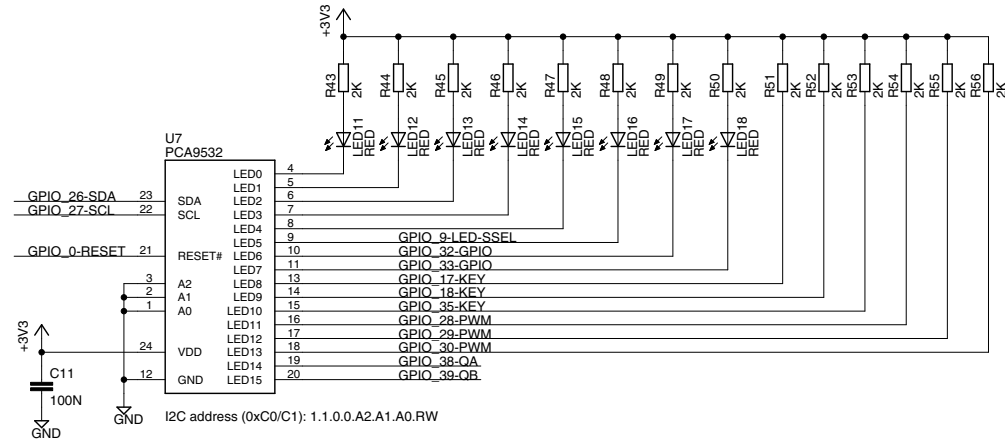 +3V3
R43
2K
R44
2K
R45
2K
R46
2K
R47
2K
R48
2K
R49
2K
R50
2K
R51
2K
R52
2K
R53
2K
R54
2K
R55
2K
R56
2K
LED11
RED
LED12
RED
LED13
RED
LED14
RED
LED15
RED
LED16
RED
LED17
RED
LED18
RED
U7
PCA9532
LED0 4
LED1 5
GPIO_26-SDA 23 SDA LED2 6
GPIO_27-SCL 22 SCL LED3 7
LED4 8
LED5 9 GPIO_9-LED-SSEL
GPIO_0-RESET 21 RESET# LED6 10 GPIO_32-GPIO
LED7 11 GPIO_33-GPIO
3 A2 LED8 13 GPIO_17-KEY
2 A1 LED9 14 GPIO_18-KEY
1 A0 LED10 15 GPIO_35-KEY
LED11 16 GPIO_28-PWM
LED12 17 GPIO_29-PWM
+3V3
24 VDD LED13 18 GPIO_30-PWM
LED14 19 GPIO_38-QA
12 GND LED15 20 GPIO_39-QB
C11
100N
GND
GND
I2C address (0xC0/C1): 1.1.0.0.A2.A1.A0.RW